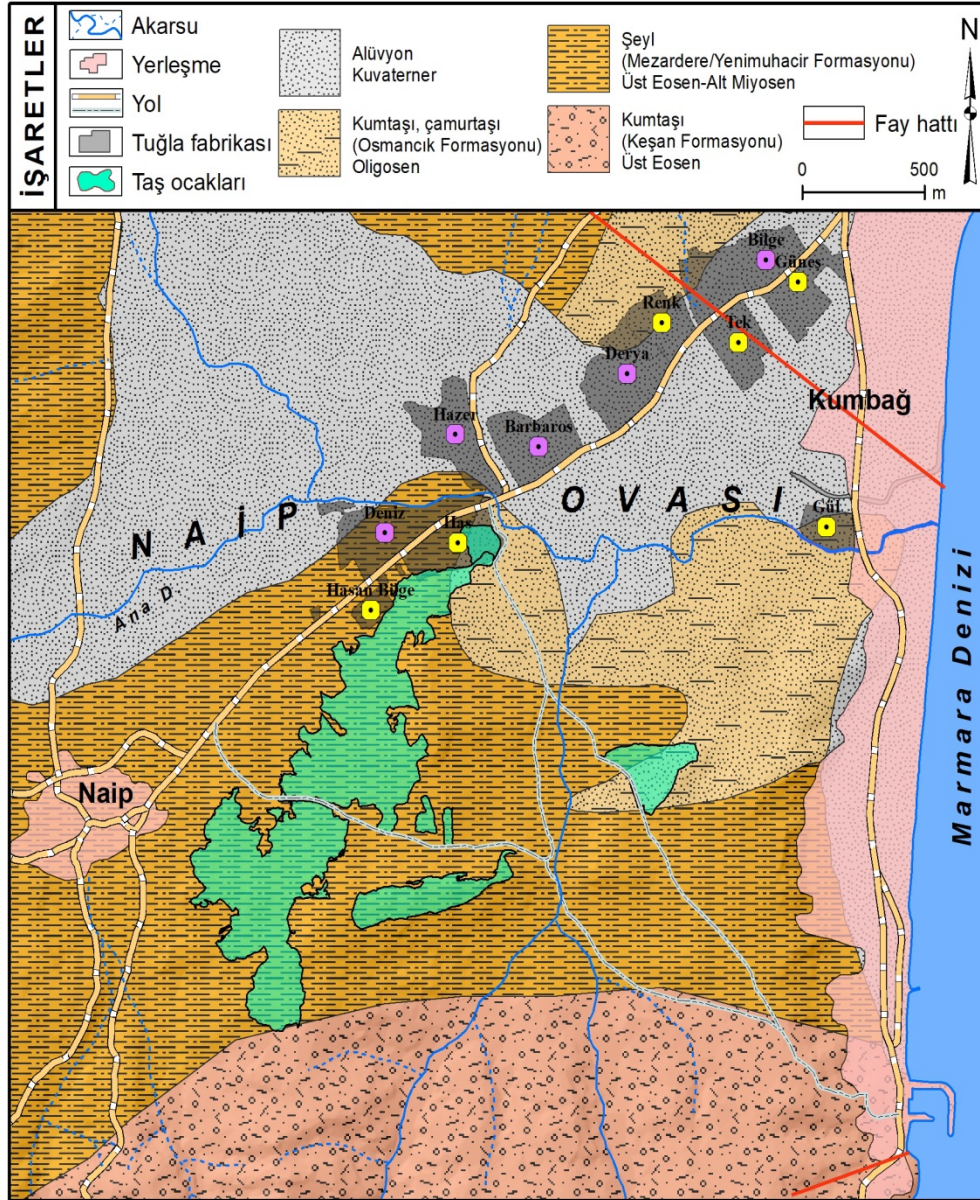 İŞARETLER
Akarsu
Yerleşme
Yol
Tuğla fabrikası
Taş ocakları
Alüvyon
Kuvaterner
Kumtaşı, çamurtaşı
(Osmancık Formasyonu)
Oligosen
Şeyl
(Mezardere/Yenimuhacir Formasyonu)
Üst Eosen-Alt Miyosen
Kumtaşı
(Keşan Formasyonu)
Üst Eosen
N
Fay hattı
0 500
m
Bilge
Güneş
Renk
Tek
Derya
Kumbağ
Hazer
Barbaros
NAİP OVASI
Deniz
Has
Gül
Hasan Bilge
Ana D
Marmara Denizi
Naip